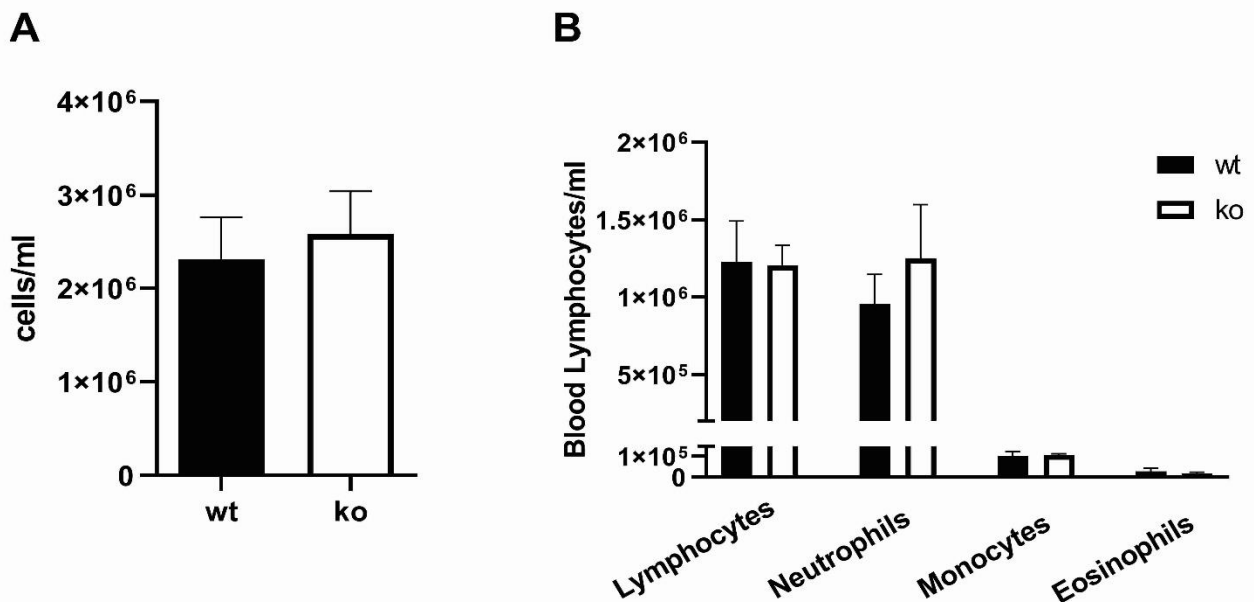 A
cells/ml
4×10⁶
3×10⁶
2×10⁶
1×10⁶
0
wt
ko
B
Blood Lymphocytes/ml
2×10⁶
1.5×10⁶
1×10⁶
5×10⁵
1×10⁵
0
Lymphocytes
Neutrophils
Monocytes
Eosinophils
wt
ko